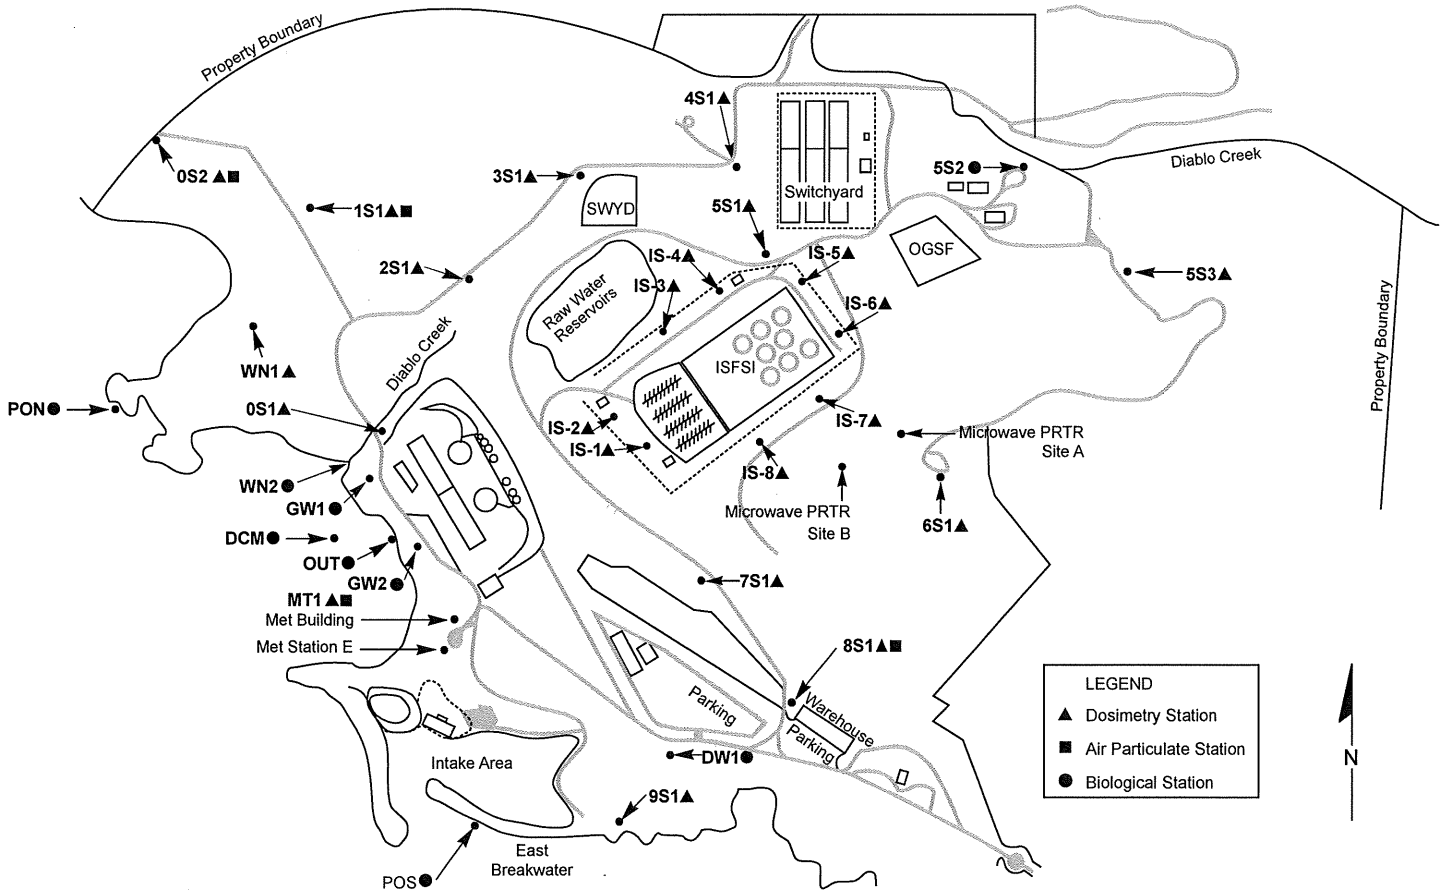 Property Boundary
4S1
Diablo Creek
0S2
3S1
5S2
1S1
SWYD
Switchyard
5S1
OGSF
2S1
IS-4
IS-5
5S3
IS-3
IS-6
Raw Water
Reservoirs
Property Boundary
Diablo Creek
WN1
ISFSI
PON
0S1
IS-2
IS-7
IS-1
Microwave PRTR
Site A
WN2
IS-8
GW1
Microwave PRTR
Site B
6S1
DCM
OUT
GW2
7S1
MT1
Met Building
Met Station E
8S1
LEGEND
Dosimetry Station
Air Particulate Station
Biological Station
N
Parking
Warehouse
Parking
Intake Area
DW1
9S1
East
Breakwater
POS